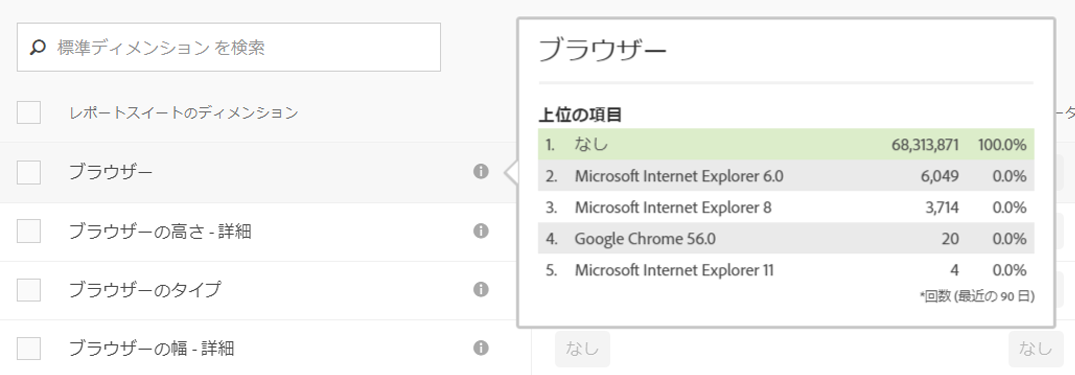 標準ディメンション を検索
レポートスイートのディメンション
ブラウザー
ブラウザーの高さ - 詳細
ブラウザーのタイプ
ブラウザーの幅 - 詳細
ブラウザー
上位の項目
1. なし 68,313,871 100.0%
2. Microsoft Internet Explorer 6.0 6,049 0.0%
3. Microsoft Internet Explorer 8 3,714 0.0%
4. Google Chrome 56.0 20 0.0%
5. Microsoft Internet Explorer 11 4 0.0%
*回数 (最近の 90 日)
なし
なし